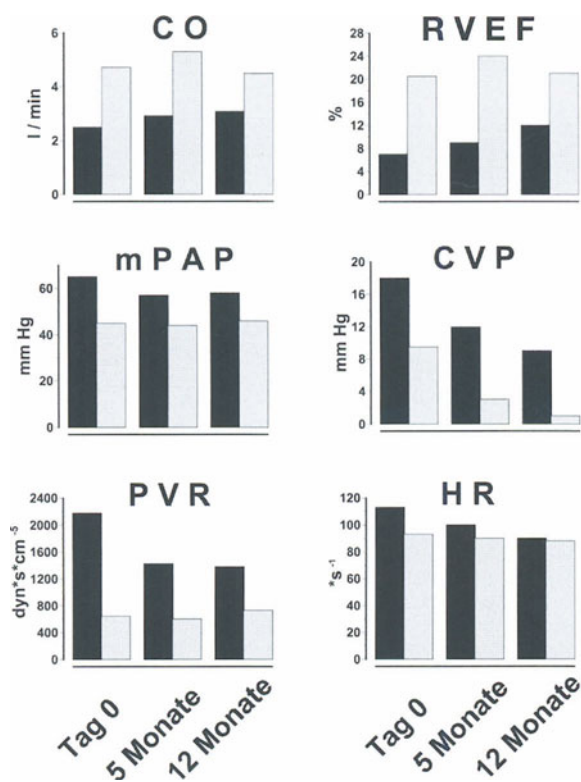 CO
RVEF
l / min
6
4
2
0
%
28
24
20
16
12
8
4
0
mPAP
CVP
mm Hg
60
40
20
0
mm Hg
20
16
12
8
4
0
PVR
HR
dyn*s*cm⁻⁵
2400
2000
1600
1200
800
400
0
*s⁻¹
120
100
80
60
40
20
0
Tag 0
5 Monate
12 Monate
Tag 0
5 Monate
12 Monate